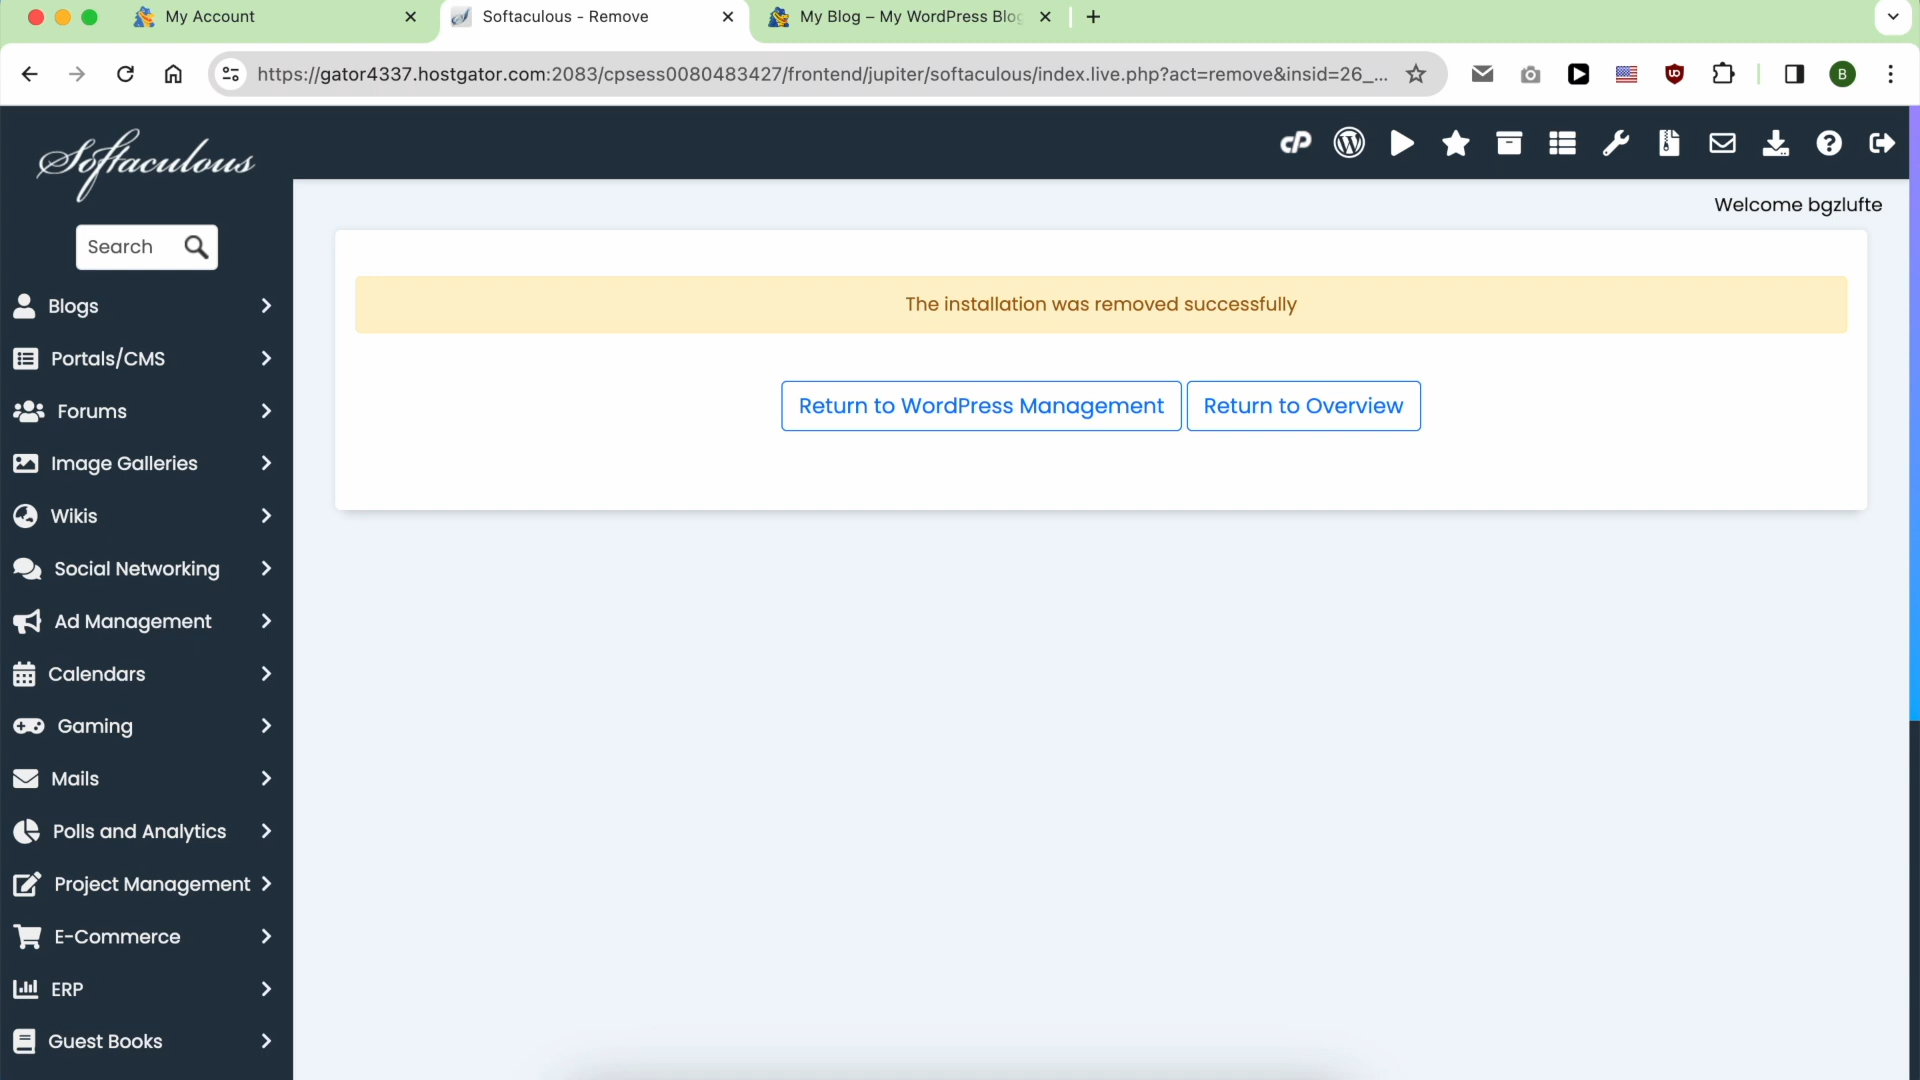 My Account
Softaculous - Remove
My Blog – My WordPress Blog
https://gator4337.hostgator.com:2083/cpsess0080483427/frontend/jupiter/softaculous/index.live.php?act=remove&insid=26_...
B
Softaculous
cP
Welcome bgzlufte
Search
The installation was removed successfully
Return to WordPress Management
Return to Overview
Blogs
Portals/CMS
Forums
Image Galleries
Wikis
Social Networking
Ad Management
Calendars
Gaming
Mails
Polls and Analytics
Project Management
E-Commerce
ERP
Guest Books